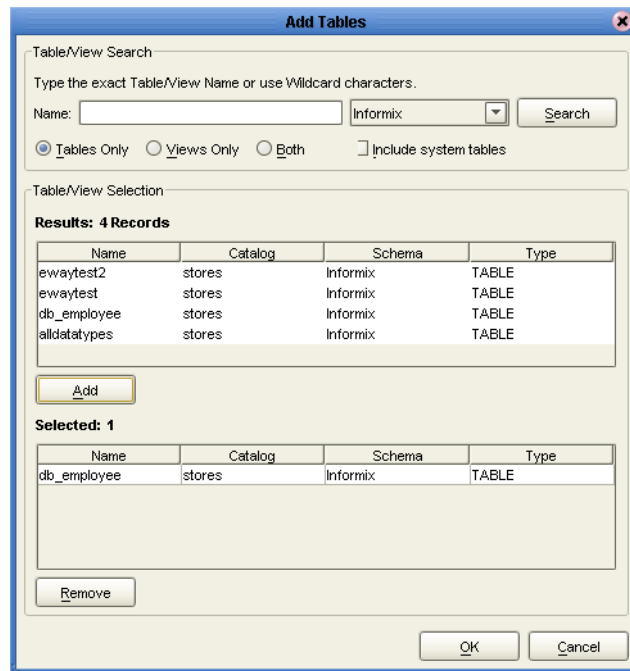 Add Tables
Table/View Search
Type the exact Table/View Name or use Wildcard characters.
Name: Informix Search
Tables Only Views Only Both Include system tables
Table/View Selection
Results: 4 Records
Name Catalog Schema Type
ewaytest2 stores Informix TABLE
ewaytest stores Informix TABLE
db_employee stores Informix TABLE
alldatatypes stores Informix TABLE
Add
Selected: 1
Name Catalog Schema Type
db_employee stores Informix TABLE
Remove
OK Cancel